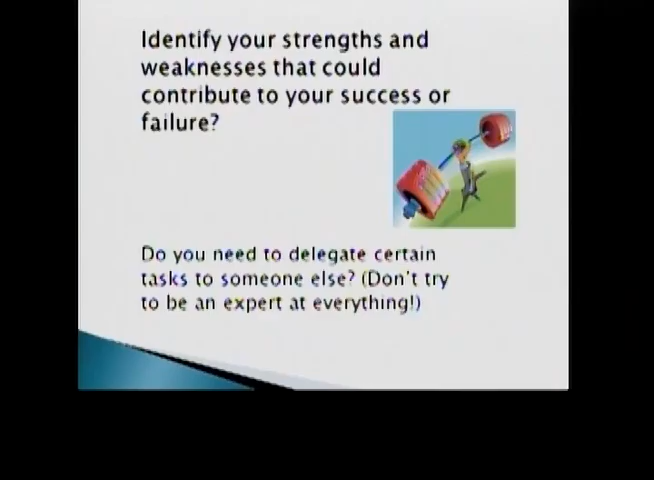 Identify your strengths and
weaknesses that could
contribute to your success or
failure?
Do you need to delegate certain
tasks to someone else? (Don't try
to be an expert at everything!)